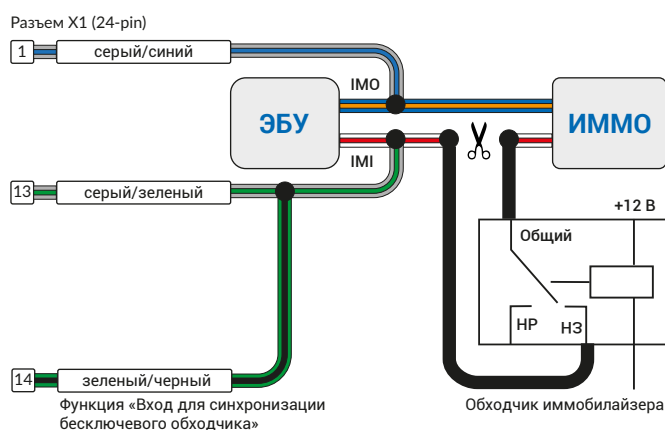 Разъем X1 (24-pin)
1
серый/синий
IMO
ЭБУ
ИММО
IMI
13
серый/зеленый
+12 В
Общий
НР
НЗ
14
зеленый/черный
Функция «Вход для синхронизации
бесключевого обходчика»
Обходчик иммобилайзера